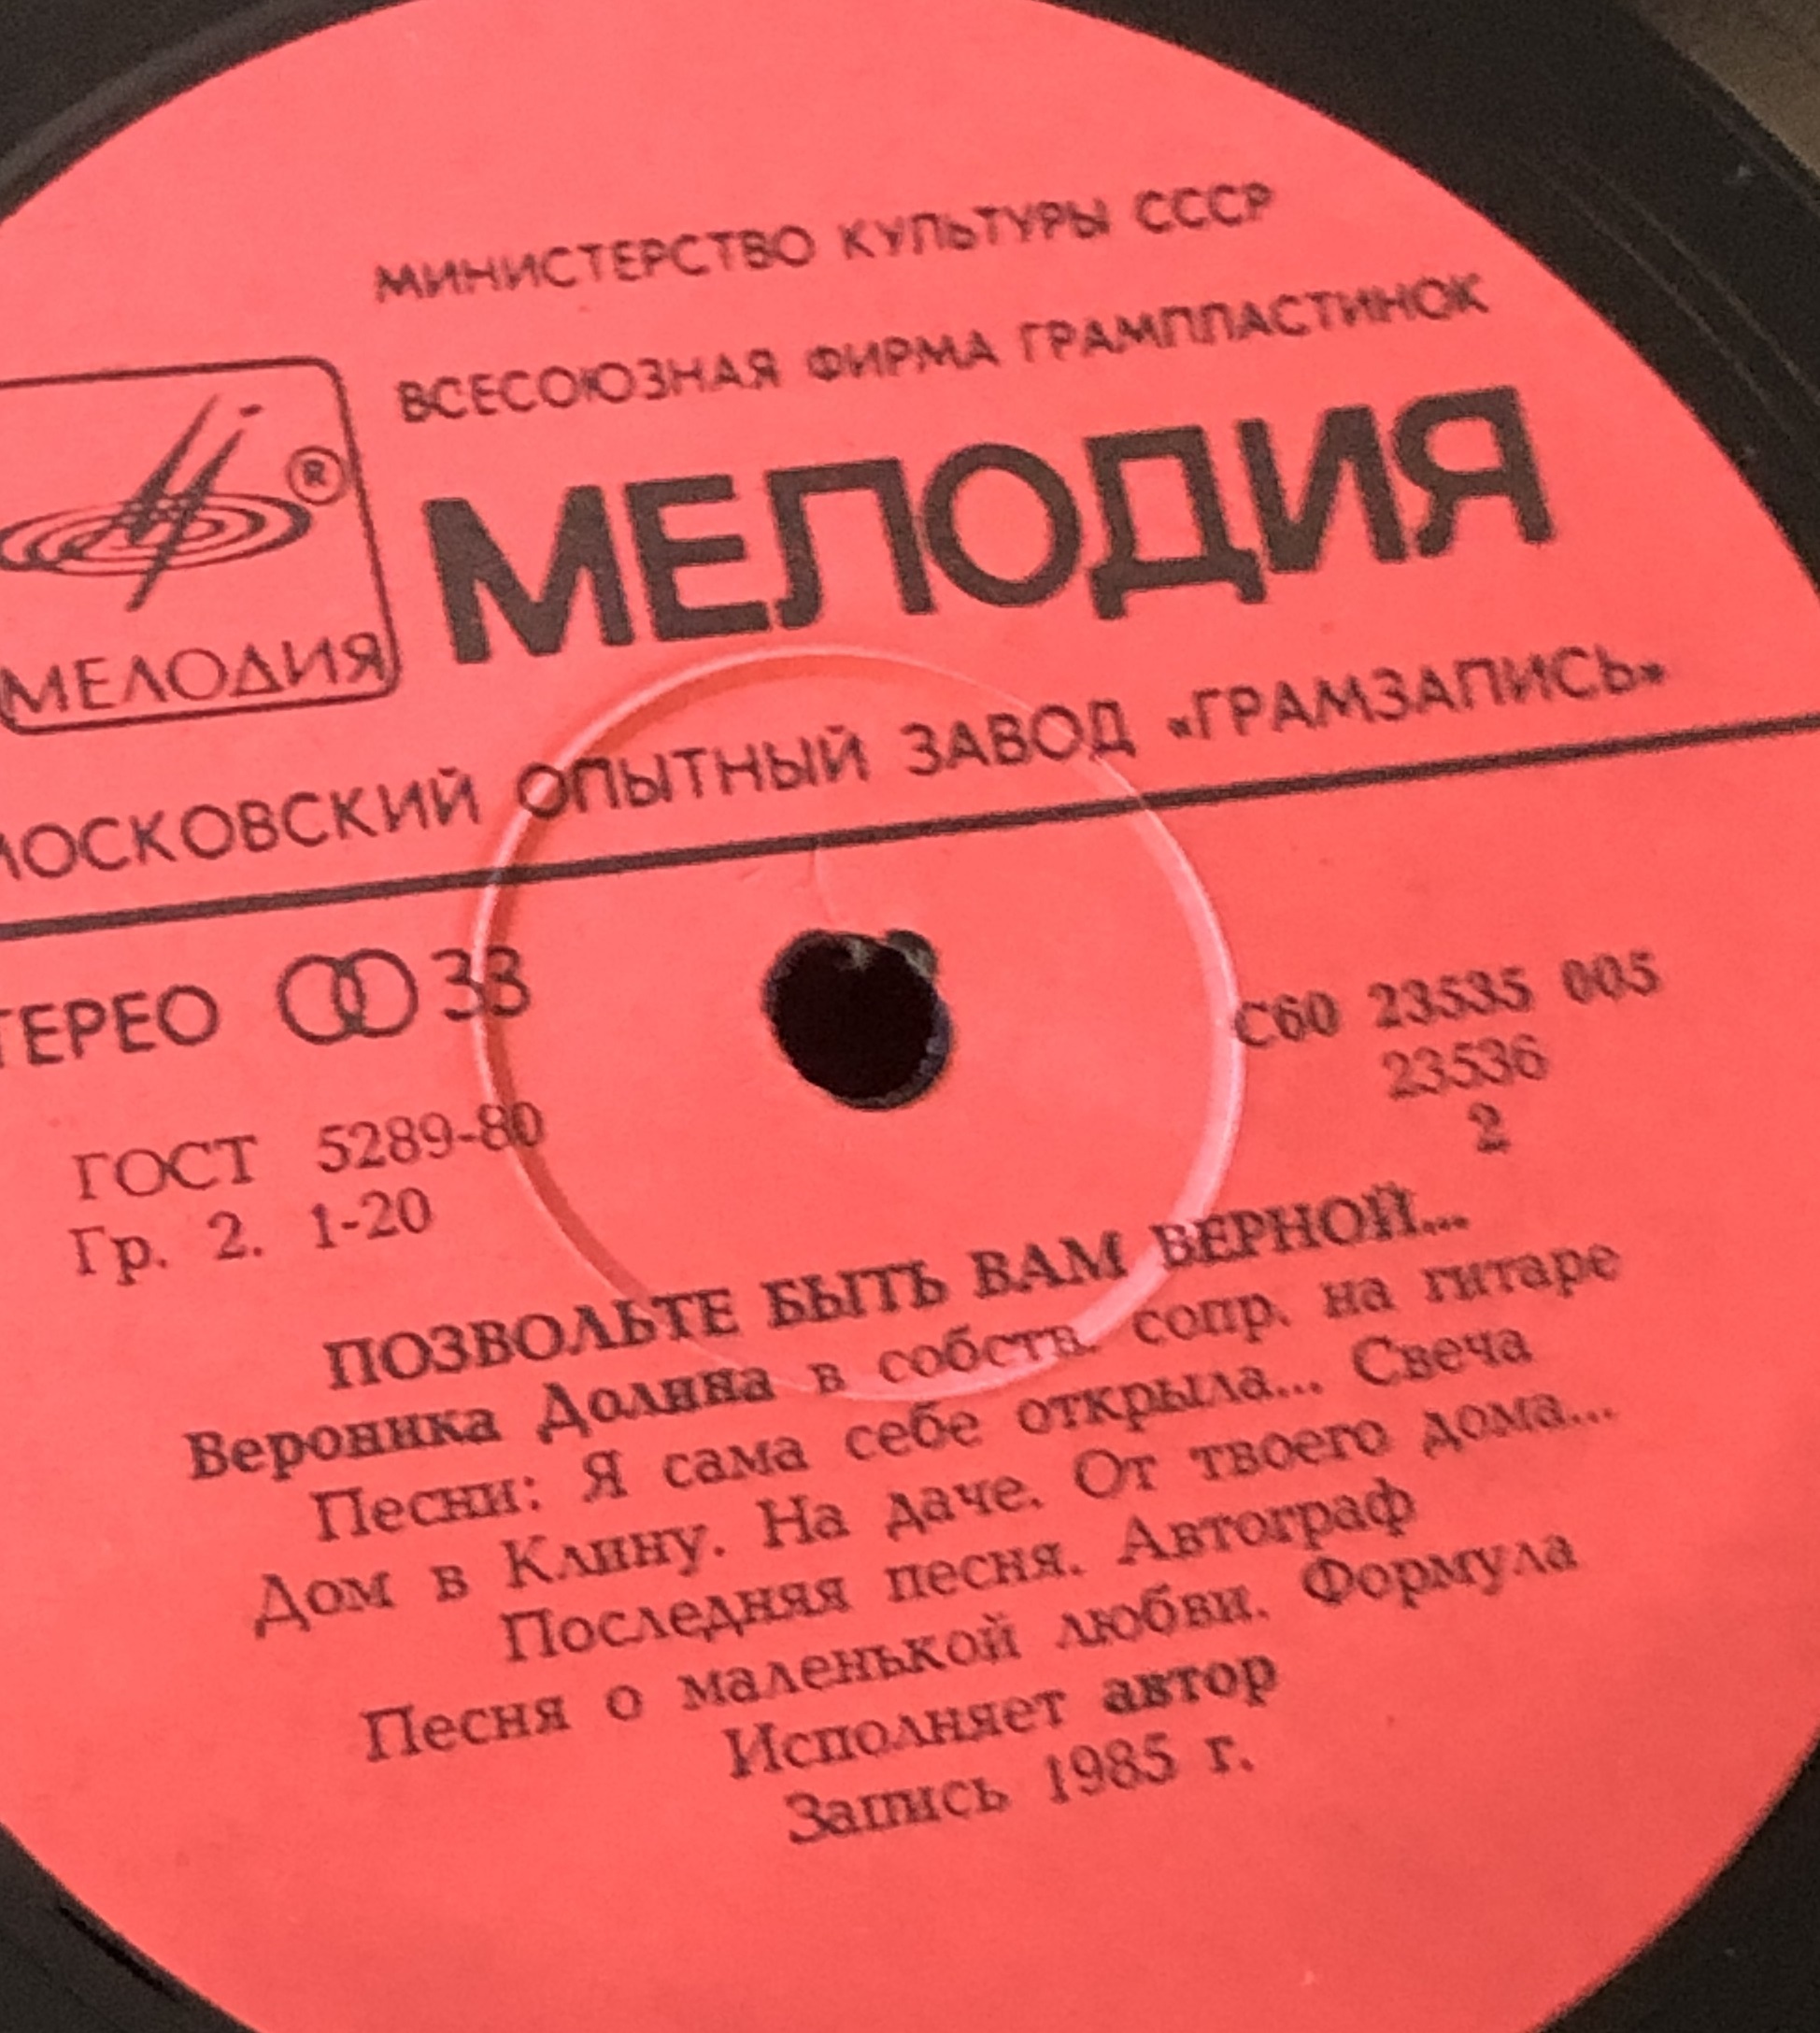 МИНИСТЕРСТВО КУЛЬТУРЫ СССР
ВСЕСОЮЗНАЯ ФИРМА ГРАМПЛАСТИНОК
МЕЛОДИЯ
®
МЕЛОДИЯ
МОСКОВСКИЙ ОПЫТНЫЙ ЗАВОД «ГРАМЗАПИСЬ»
ТЕРЕО 33
С60 23535 005
23536
2
ГОСТ 5289-80
Гр. 2. 1-20
ПОЗВОЛЬТЕ БЫТЬ ВАМ ВЕРНОЙ...
Вероника Долина в собств. сопр. на гитаре
Песни: Я сама себе открыла... Свеча
Дом в Клину. На даче. От твоего дома...
Последняя песня. Автограф
Песня о маленькой любви. Формула
Исполняет автор
Запись 1985 г.